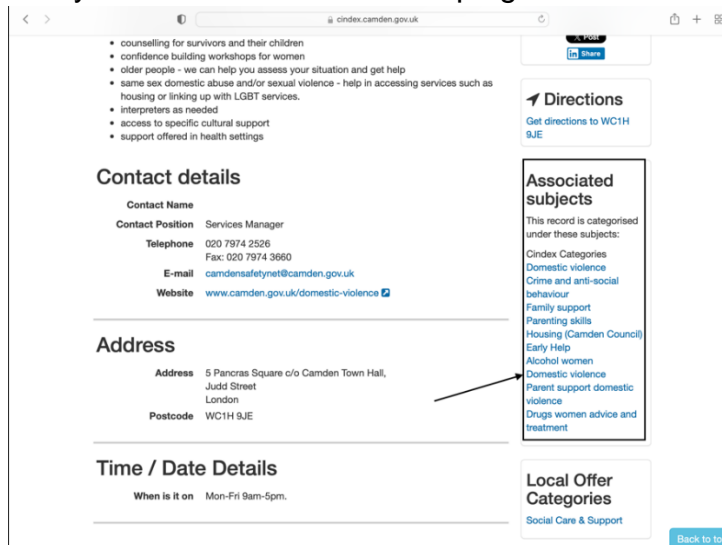 cindex.camden.gov.uk
• counselling for survivors and their children
• confidence building workshops for women
• older people - we can help you assess your situation and get help
• same sex domestic abuse and/or sexual violence - help in accessing services such as
housing or linking up with LGBT services.
• interpreters as needed
• access to specific cultural support
• support offered in health settings
Contact details
Contact Name
Contact Position Services Manager
Telephone 020 7974 2526
Fax: 020 7974 3660
E-mail camdensafetynet@camden.gov.uk
Website www.camden.gov.uk/domestic-violence
Address
Address 5 Pancras Square c/o Camden Town Hall,
Judd Street
London
Postcode WC1H 9JE
Time / Date Details
When is it on Mon-Fri 9am-5pm.
X Post
in Share
Directions
Get directions to WC1H
9JE
Associated
subjects
This record is categorised
under these subjects:
Cindex Categories
Domestic violence
Crime and anti-social
behaviour
Family support
Parenting skills
Housing (Camden Council)
Early Help
Alcohol women
Domestic violence
Parent support domestic
violence
Drugs women advice and
treatment
Local Offer
Categories
Social Care & Support
Back to to